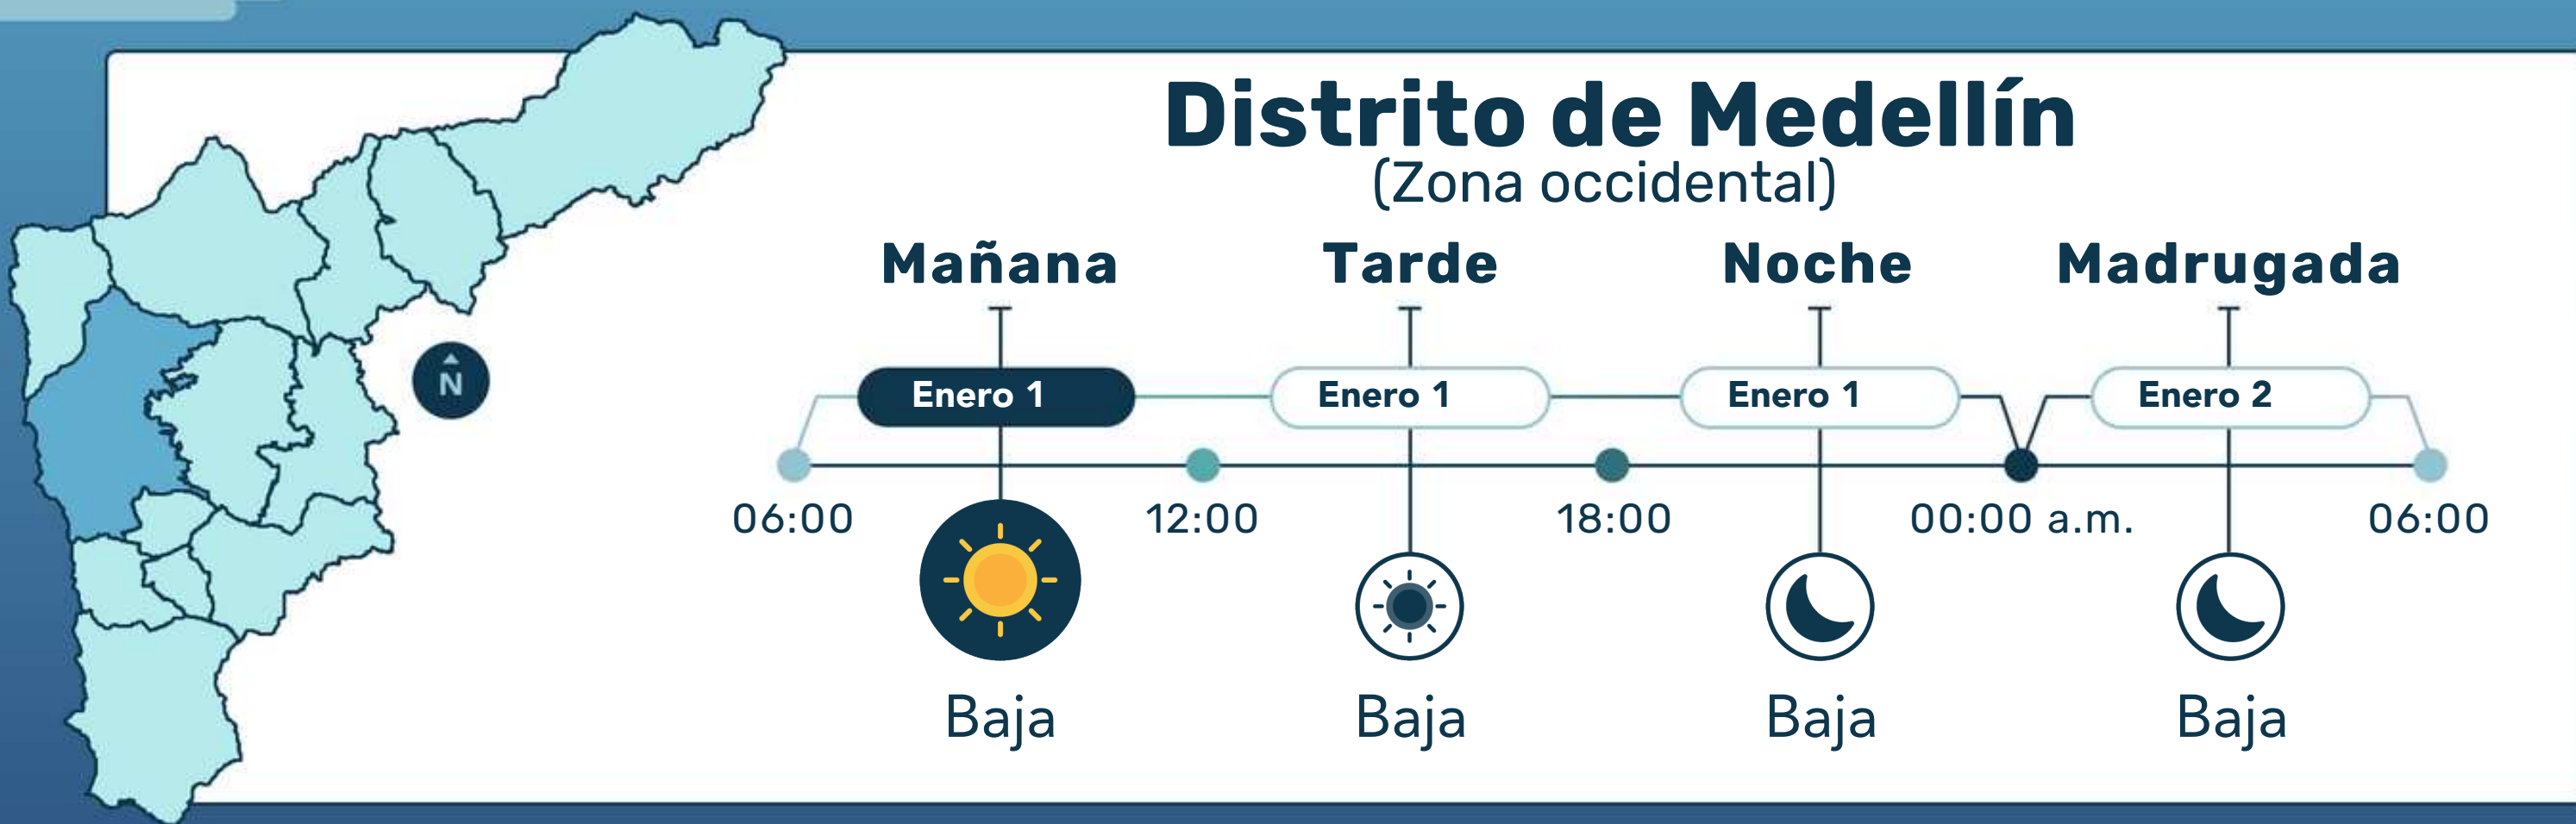 Distrito de Medellín
(Zona occidental)
Mañana Tarde Noche Madrugada
Enero 1 Enero 1 Enero 1 Enero 2
N
06:00 12:00 18:00 00:00 a.m. 06:00
Baja Baja Baja Baja